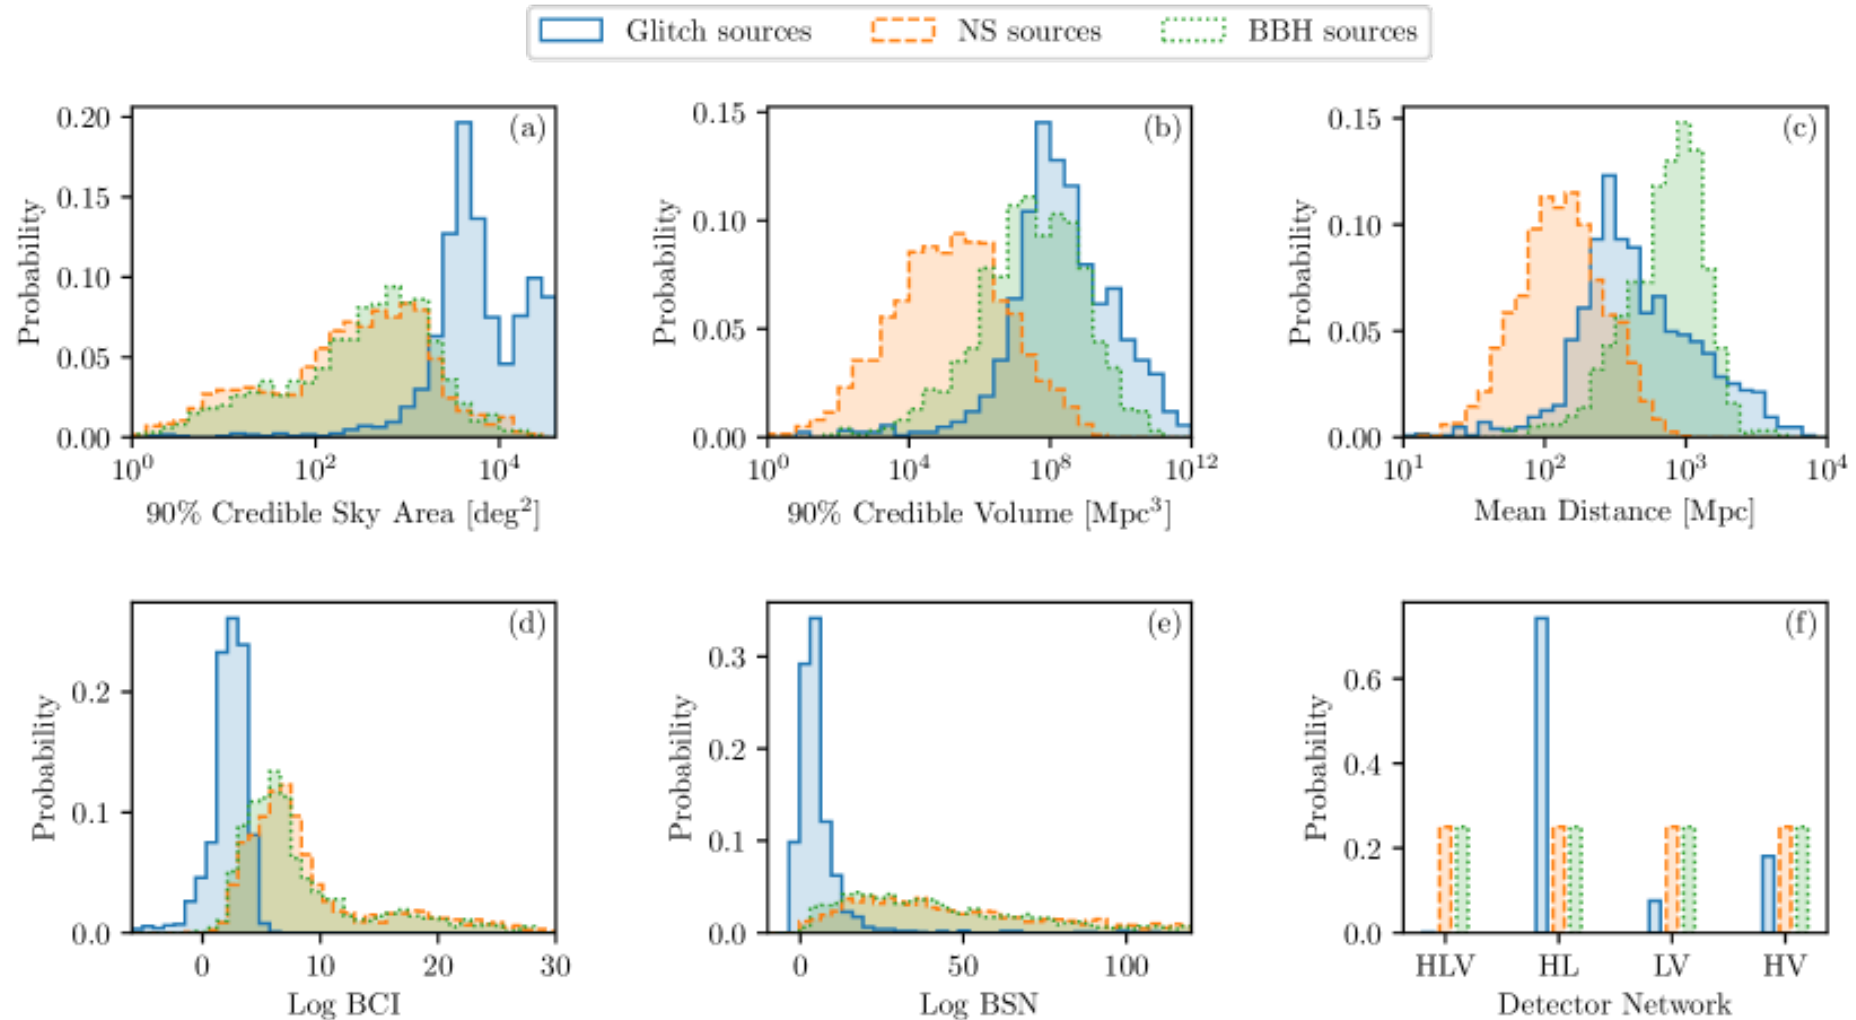 Glitch sources NS sources BBH sources
(a) (b) (c)
0.20
0.15
0.10
0.05
0.00
Probability
10^0 10^2 10^4
90% Credible Sky Area [deg^2]
0.15
0.10
0.05
0.00
Probability
10^0 10^4 10^8 10^12
90% Credible Volume [Mpc^3]
0.15
0.10
0.05
0.00
Probability
10^1 10^2 10^3 10^4
Mean Distance [Mpc]
(d) (e) (f)
0.2
0.1
0.0
Probability
0 10 20 30
Log BCI
0.3
0.2
0.1
0.0
Probability
0 50 100
Log BSN
0.6
0.4
0.2
0.0
Probability
HLV HL LV HV
Detector Network